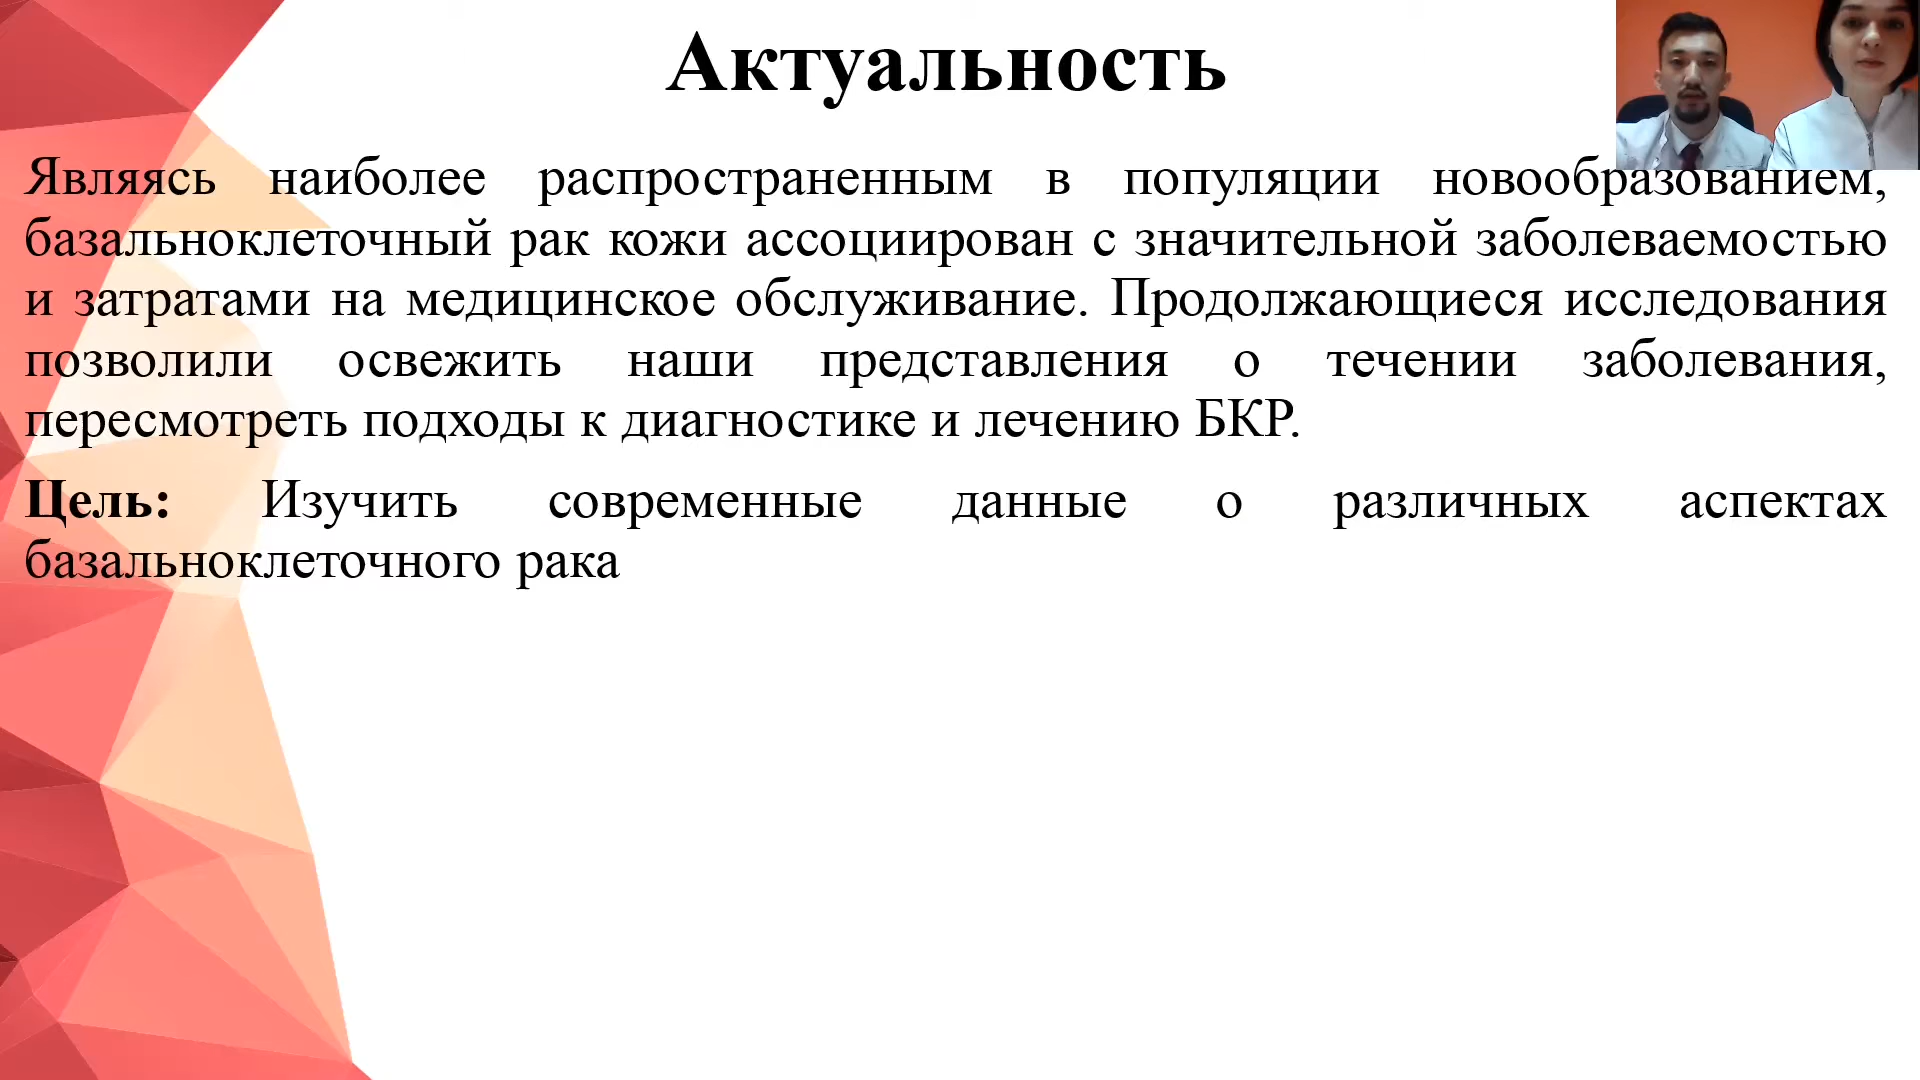 Актуальность
Являясь наиболее распространенным в популяции новообразованием,
базальноклеточный рак кожи ассоциирован с значительной заболеваемостью
и затратами на медицинское обслуживание. Продолжающиеся исследования
позволили освежить наши представления о течении заболевания,
пересмотреть подходы к диагностике и лечению БКР.
Цель: Изучить современные данные о различных аспектах
базальноклеточного рака